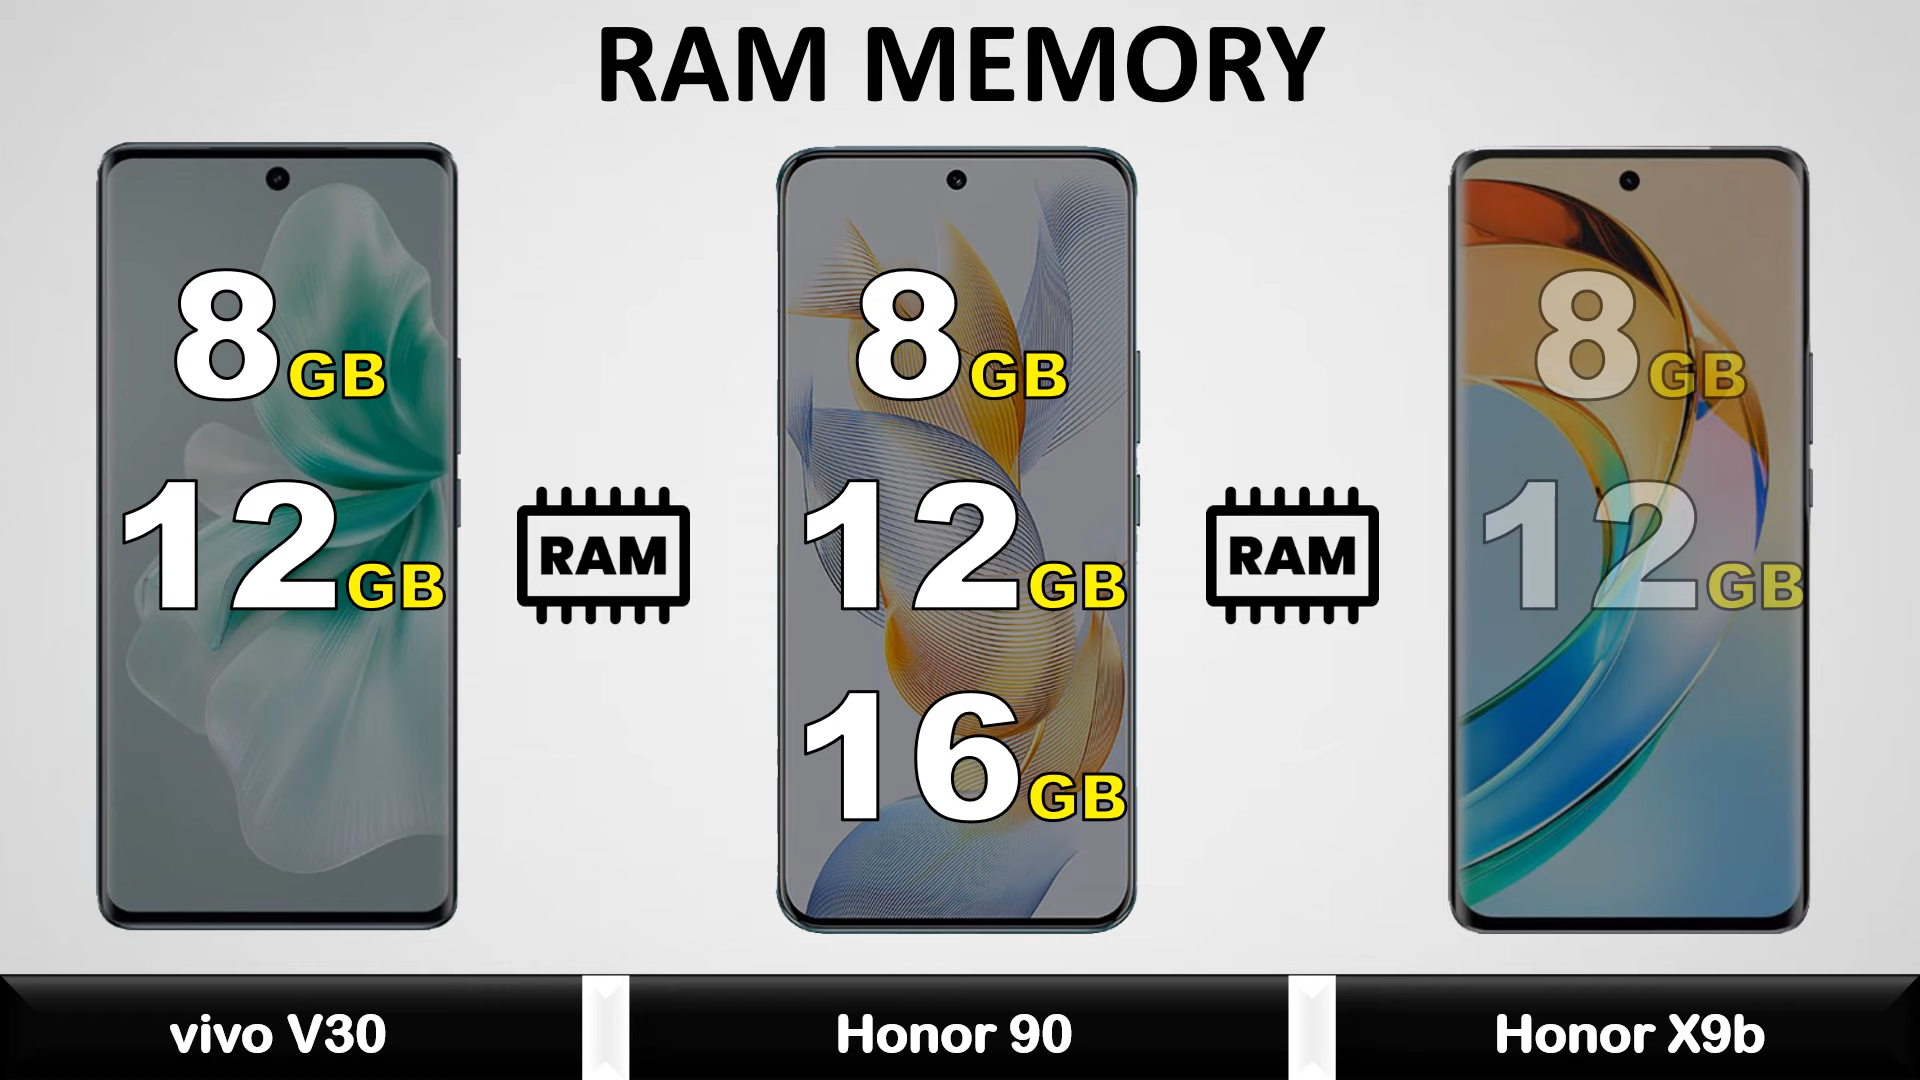 RAM MEMORY
8GB
12GB
RAM
8GB
12GB
16GB
RAM
8GB
12GB
vivo V30
Honor 90
Honor X9b